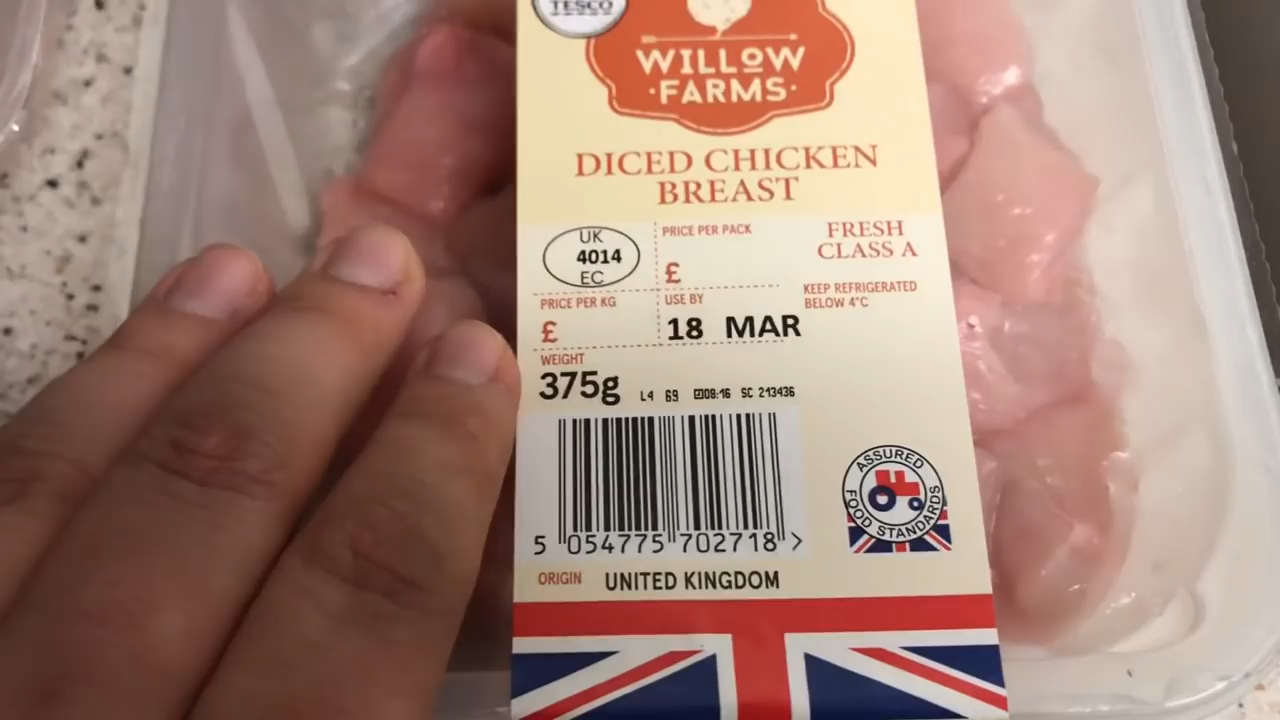 TESCO
WILLOW
·FARMS·
DICED CHICKEN
BREAST
UK
4014
EC
PRICE PER PACK
£
FRESH
CLASS A
PRICE PER KG
£
USE BY
18 MAR
KEEP REFRIGERATED
BELOW 4°C
WEIGHT
375g
L4 69 08:16 SC 213436
5 054775 702718 >
ASSURED
FOOD STANDARDS
ORIGIN UNITED KINGDOM